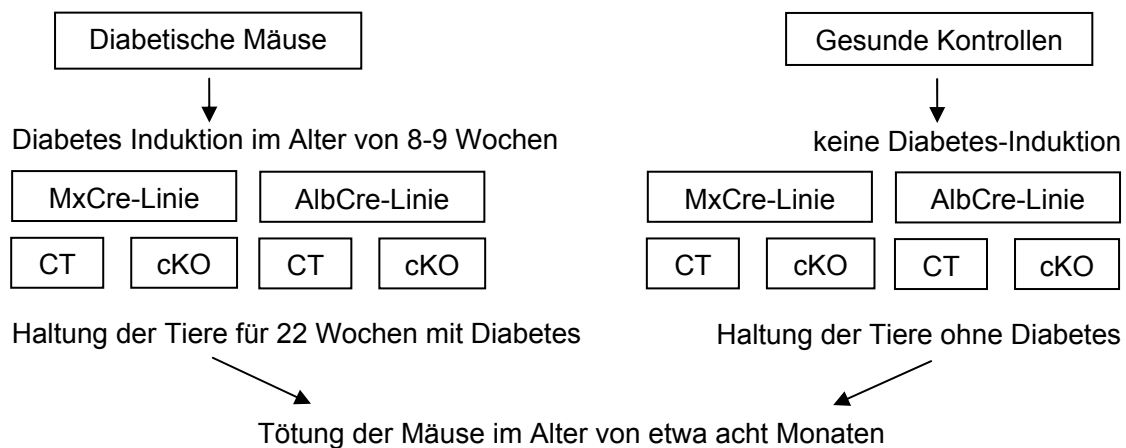 Diabetische Mäuse
Gesunde Kontrollen
Diabetes Induktion im Alter von 8-9 Wochen
keine Diabetes-Induktion
MxCre-Linie
AlbCre-Linie
MxCre-Linie
AlbCre-Linie
CT
cKO
CT
cKO
CT
cKO
CT
cKO
Haltung der Tiere für 22 Wochen mit Diabetes
Haltung der Tiere ohne Diabetes
Tötung der Mäuse im Alter von etwa acht Monaten